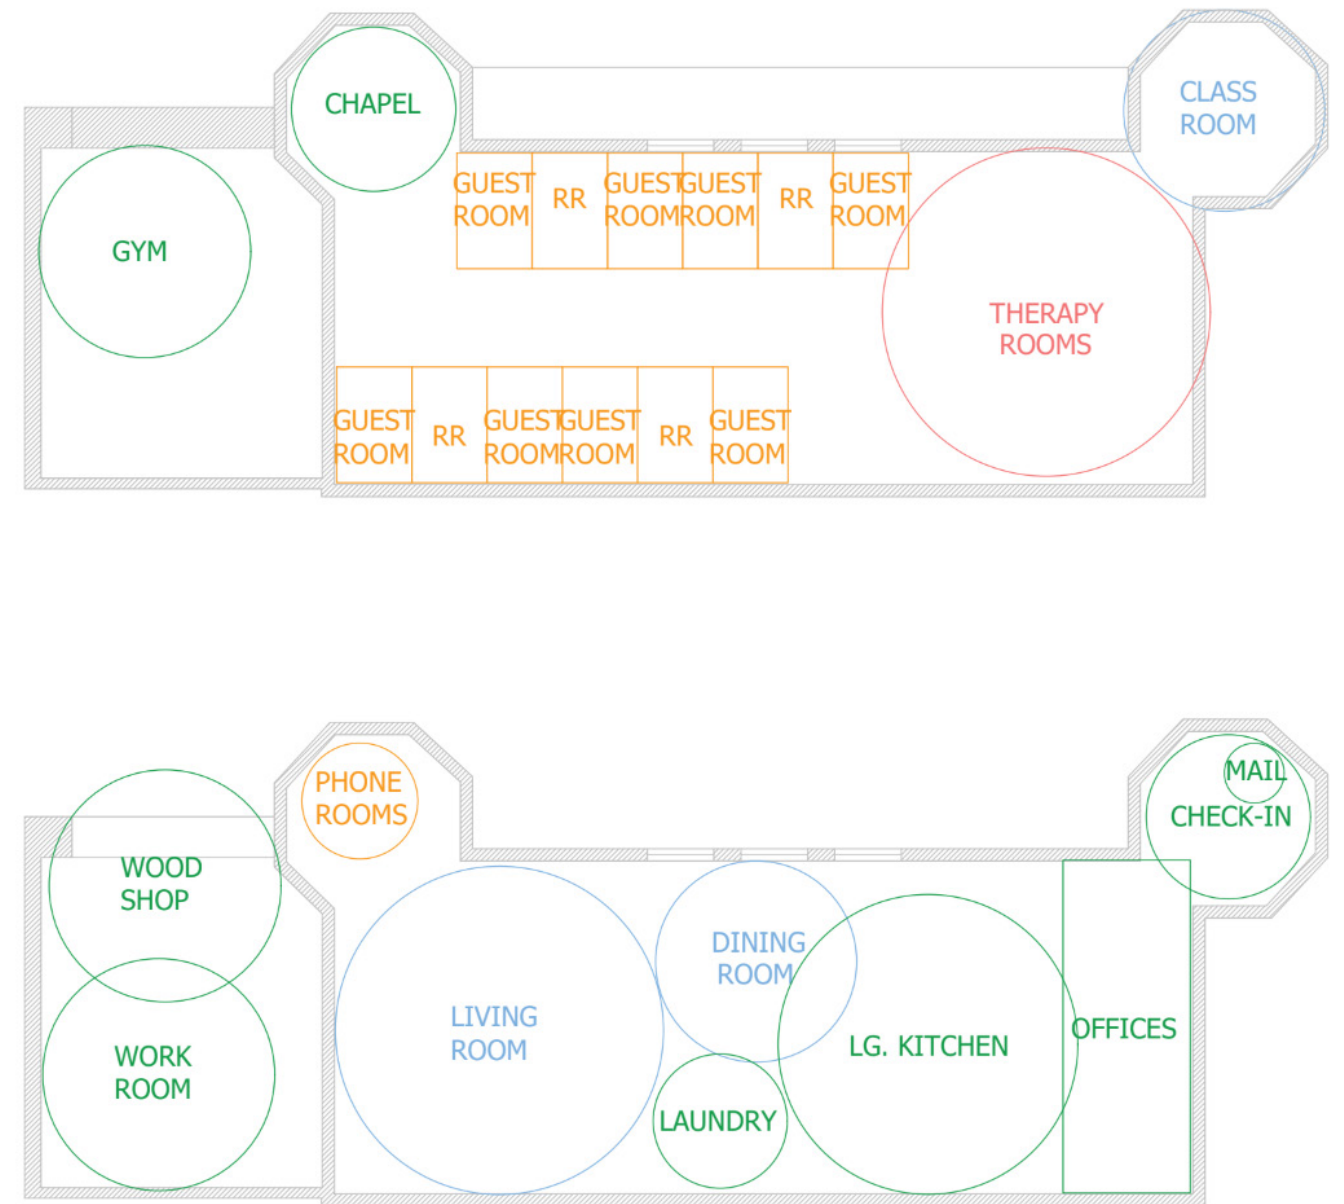 CHAPEL
CLASS
ROOM
GYM
GUEST
ROOM
RR
GUEST
ROOM
GUEST
ROOM
RR
GUEST
ROOM
THERAPY
ROOMS
GUEST
ROOM
RR
GUEST
ROOM
GUEST
ROOM
RR
GUEST
ROOM
PHONE
ROOMS
MAIL
CHECK-IN
WOOD
SHOP
DINING
ROOM
LIVING
ROOM
LG. KITCHEN
OFFICES
WORK
ROOM
LAUNDRY